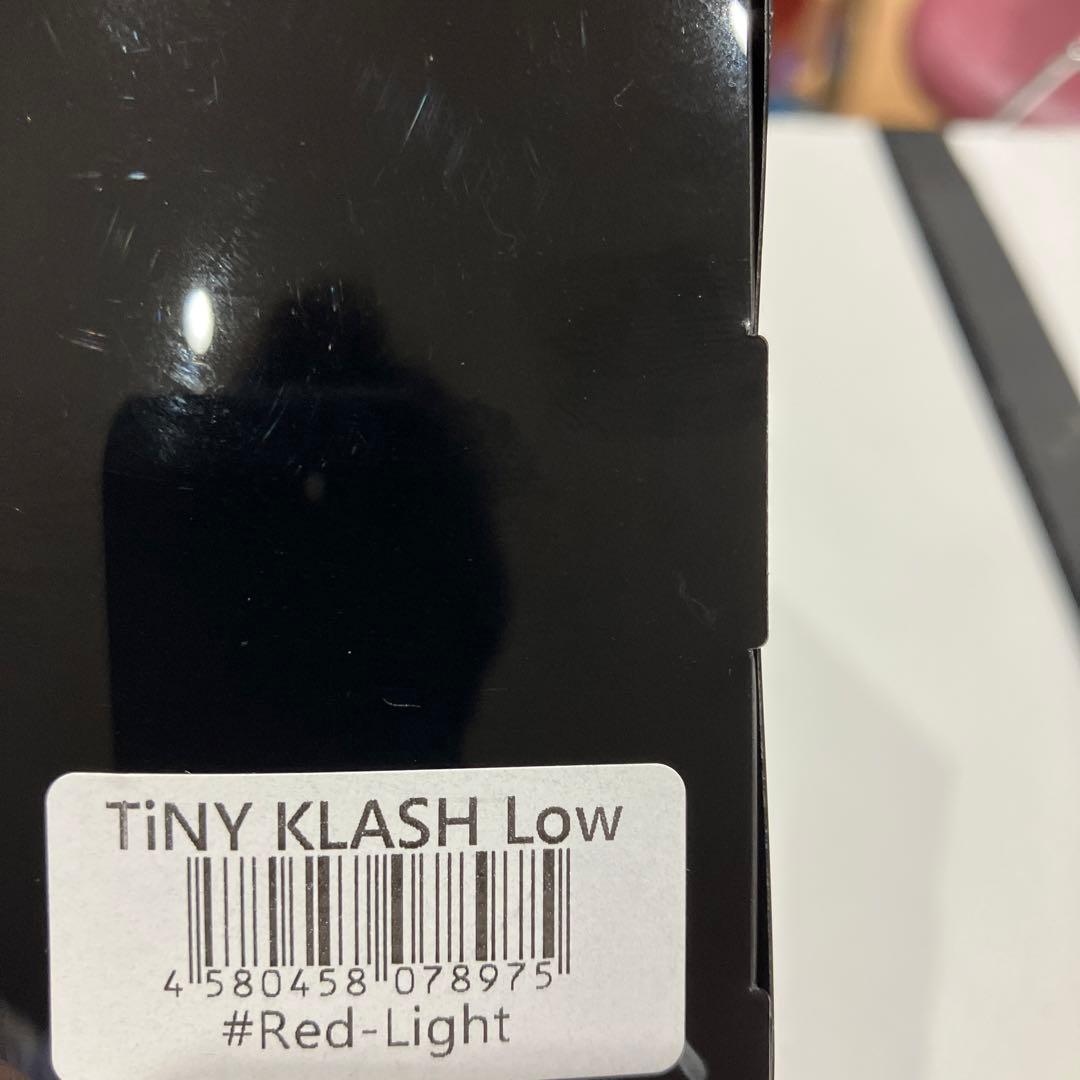 TiNY KLASH Low
4 580458 078975
#Red-Light